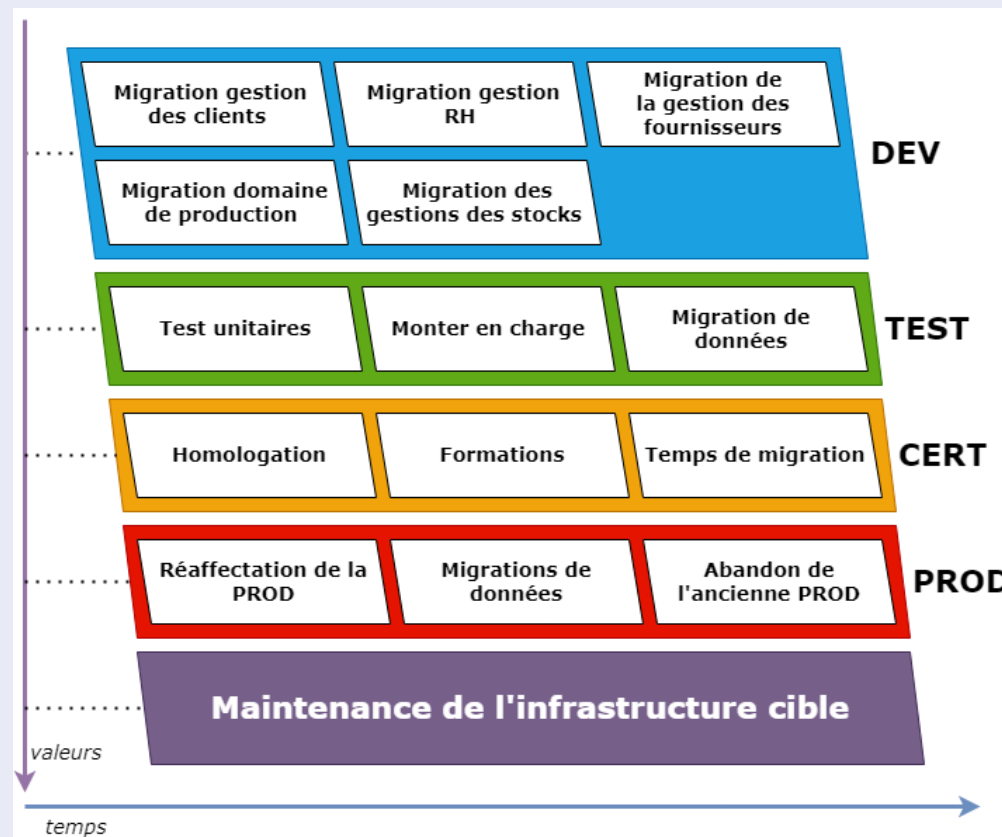 Migration gestion
des clients
Migration gestion
RH
Migration de
la gestion des
fournisseurs
DEV
Migration domaine
de production
Migration des
gestions des stocks
Test unitaires
Monter en charge
Migration de
données
TEST
Homologation
Formations
Temps de migration
CERT
Réaffectation de la
PROD
Migrations de
données
Abandon de
l'ancienne PROD
PROD
Maintenance de l'infrastructure cible
valeurs
temps